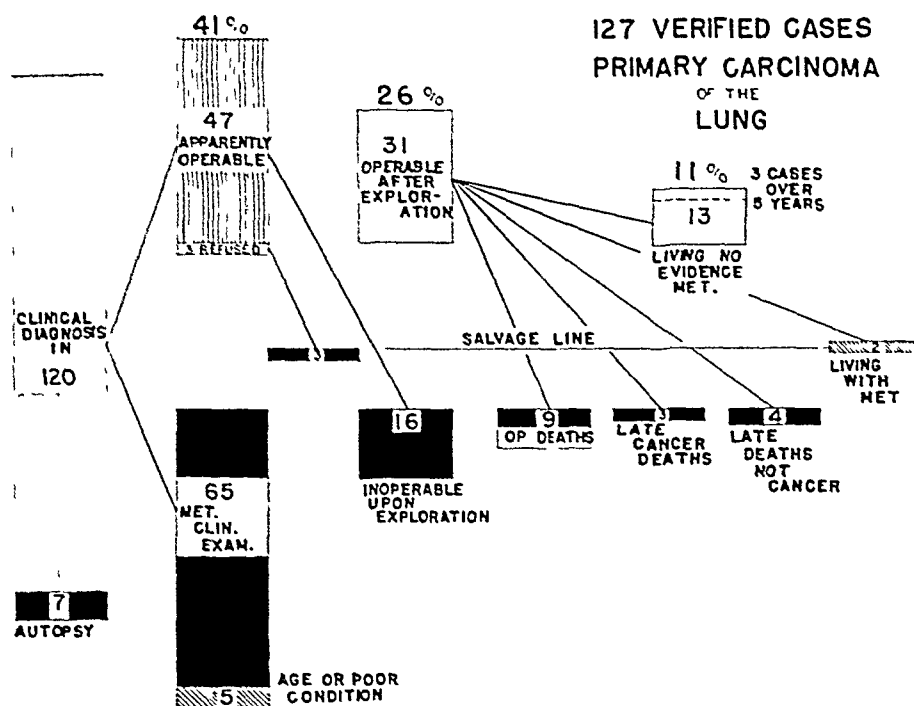 127 VERIFIED CASES
PRIMARY CARCINOMA
OF THE
LUNG
41%
47
APPARENTLY
OPERABLE
3 REFUSED
26%
31
OPERABLE
AFTER
EXPLOR-
ATION
11%
13
3 CASES
OVER
5 YEARS
LIVING NO
EVIDENCE
MET.
CLINICAL
DIAGNOSIS
IN
120
3
SALVAGE LINE
2
LIVING
WITH
MET
65
MET.
CLIN.
EXAM.
16
INOPERABLE
UPON
EXPLORATION
9
OP DEATHS
3
LATE
CANCER
DEATHS
4
LATE
DEATHS
NOT
CANCER
7
AUTOPSY
5
AGE OR POOR
CONDITION